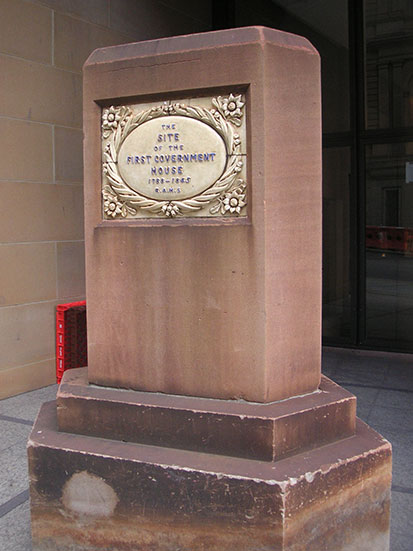 THE
SITE
OF THE
FIRST GOVERNMENT
HOUSE
1788-1845
R.A.H.S.